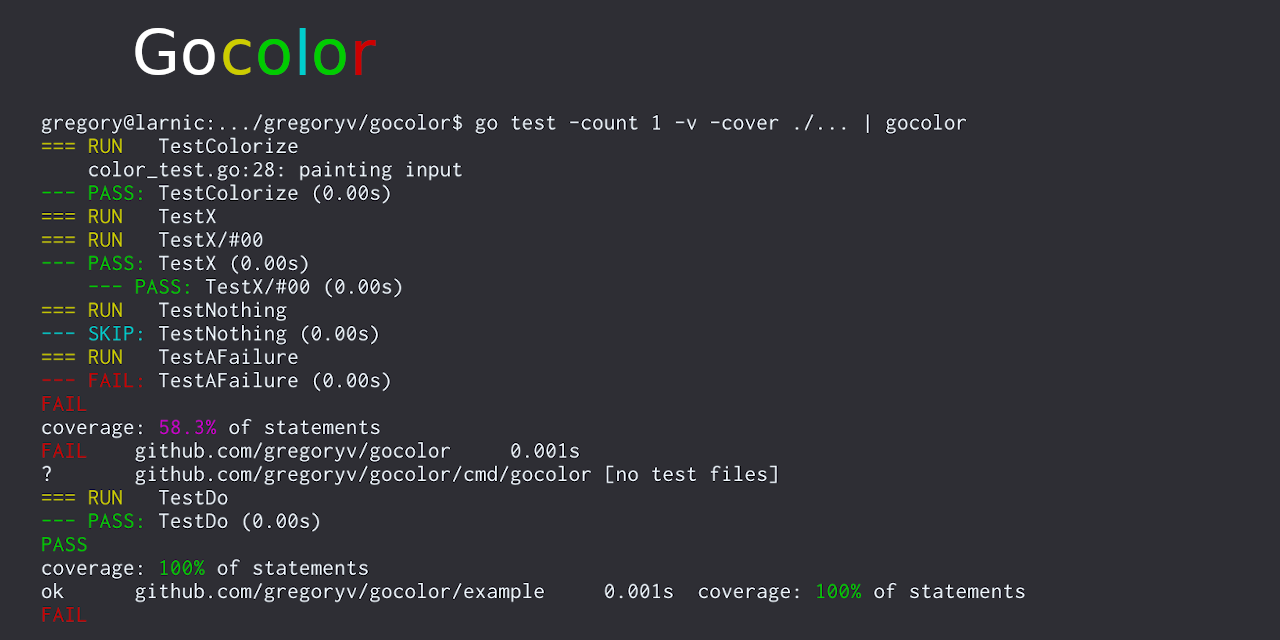 Gocolor
gregory@larnic:.../gregoryv/gocolor$ go test -count 1 -v -cover ./... | gocolor
=== RUN   TestColorize
    color_test.go:28: painting input
--- PASS: TestColorize (0.00s)
=== RUN   TestX
=== RUN   TestX/#00
--- PASS: TestX (0.00s)
    --- PASS: TestX/#00 (0.00s)
=== RUN   TestNothing
--- SKIP: TestNothing (0.00s)
=== RUN   TestAFailure
--- FAIL: TestAFailure (0.00s)
FAIL
coverage: 58.3% of statements
FAIL    github.com/gregoryv/gocolor     0.001s
?       github.com/gregoryv/gocolor/cmd/gocolor [no test files]
=== RUN   TestDo
--- PASS: TestDo (0.00s)
PASS
coverage: 100% of statements
ok      github.com/gregoryv/gocolor/example     0.001s  coverage: 100% of statements
FAIL